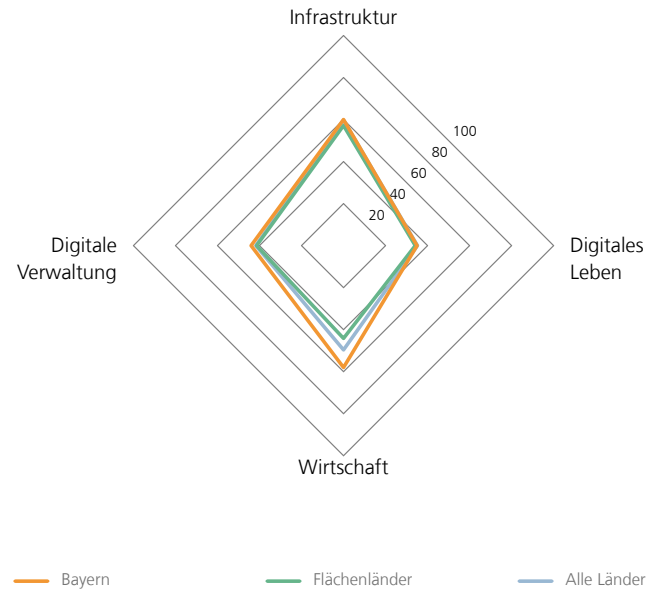 Infrastruktur
100
80
60
40
20
Digitale
Verwaltung
Digitales
Leben
Wirtschaft
Bayern
Flächenländer
Alle Länder